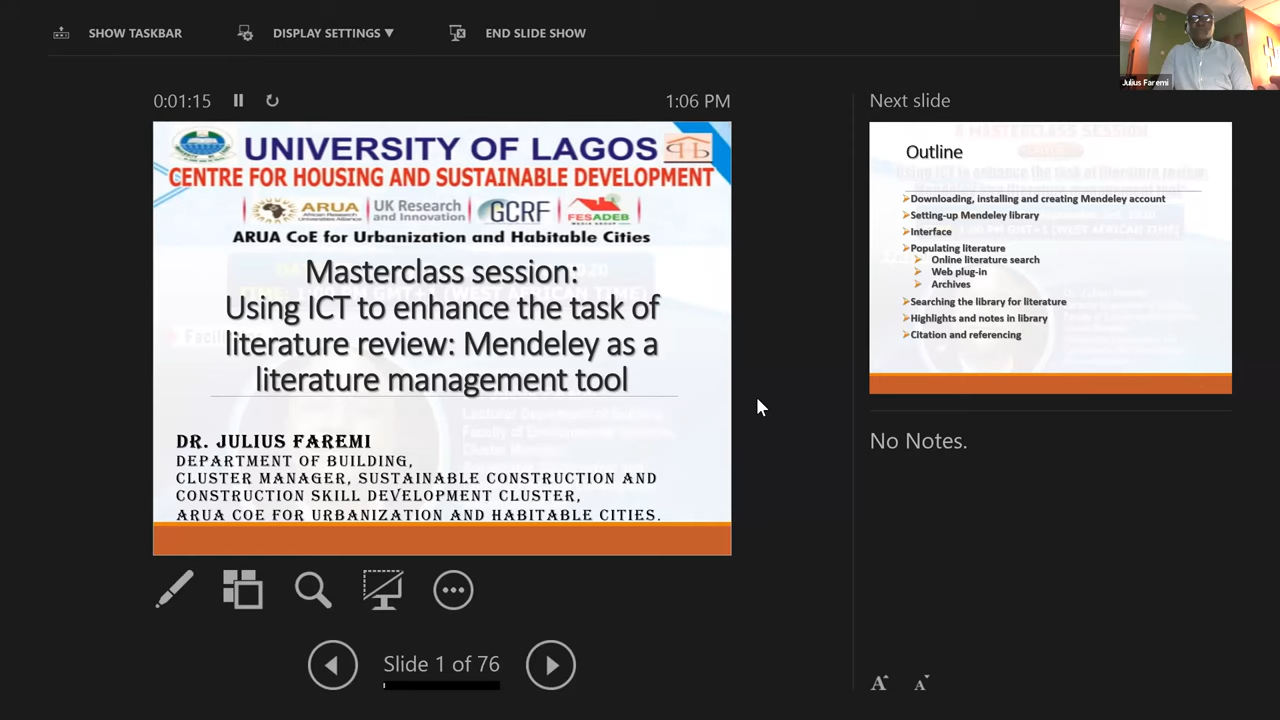 SHOW TASKBAR
DISPLAY SETTINGS ▼
END SLIDE SHOW
Julius Faremi
0:01:15
1:06 PM
UNIVERSITY OF LAGOS
CENTRE FOR HOUSING AND SUSTAINABLE DEVELOPMENT
ARUA
African Research
Universities Alliance
UK Research
and Innovation
GCRF
FESADEB
MEDIA GROUP
ARUA CoE for Urbanization and Habitable Cities
Masterclass session:
Using ICT to enhance the task of
literature review: Mendeley as a
literature management tool
DR. JULIUS FAREMI
DEPARTMENT OF BUILDING,
CLUSTER MANAGER, SUSTAINABLE CONSTRUCTION AND
CONSTRUCTION SKILL DEVELOPMENT CLUSTER,
ARUA COE FOR URBANIZATION AND HABITABLE CITIES.
Slide 1 of 76
Next slide
Outline
Downloading, installing and creating Mendeley account
Setting-up Mendeley library
Interface
Populating literature
Online literature search
Web plug-in
Archives
Searching the library for literature
Highlights and notes in library
Citation and referencing
No Notes.
A
A